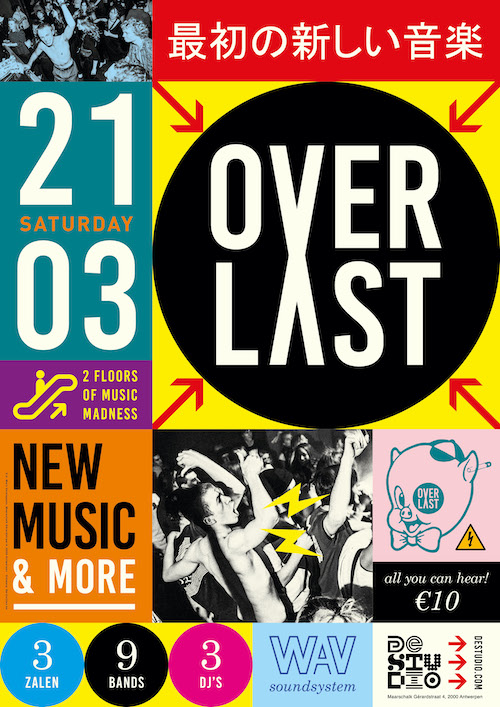 最初の新しい音楽
21
SATURDAY
03
OVER
LAST
2 FLOORS
OF MUSIC
MADNESS
NEW
MUSIC
& MORE
OVER
LAST
all you can hear!
€10
3
ZALEN
9
BANDS
3
DJ'S
WAV
soundsystem
DE
STU
DIO
DESTUDIO.COM
Maarschalk Gérardstraat 4, 2000 Antwerpen